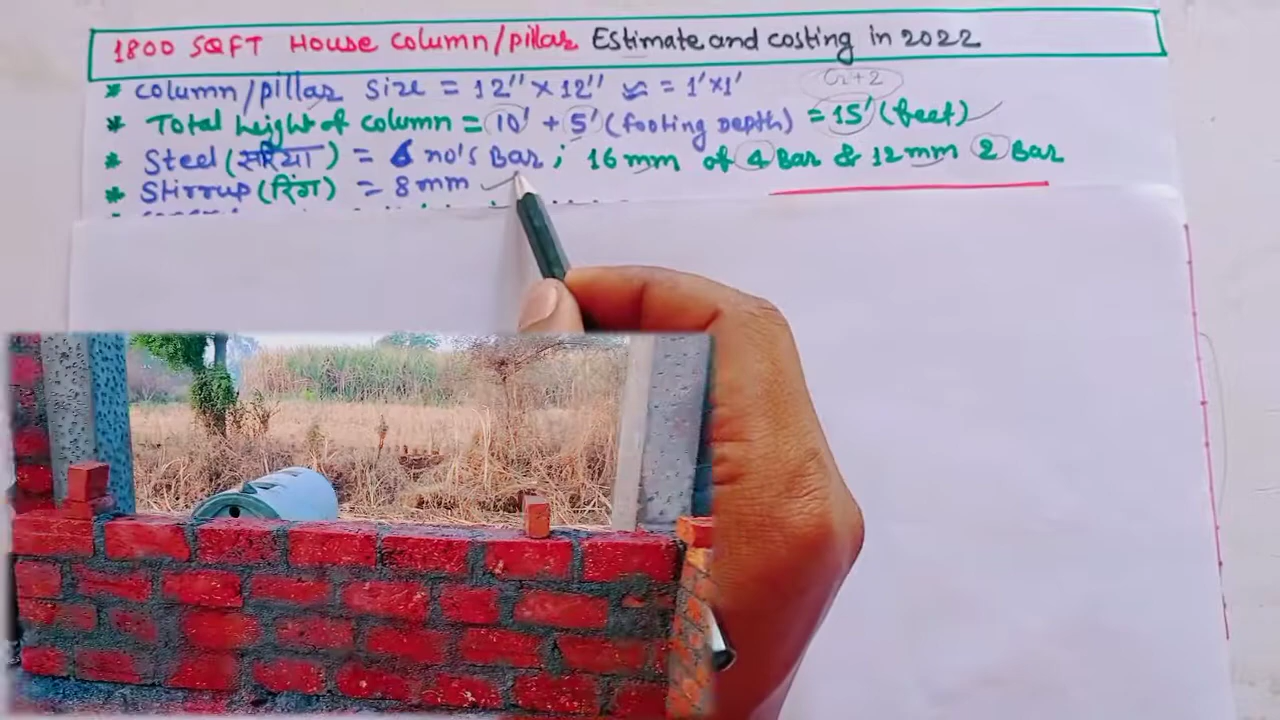 1800 SQFT House column/pillar Estimate and costing in 2022
* column/pillar size = 12" × 12" = 1'×1'
G+2
* Total height of column = 10' + 5' (footing Depth) = 15' (feet)
* Steel (सरिया) = 6 no's Bar; 16 mm of 4 Bar & 12 mm 2 Bar
* Stirrup (रिंग) = 8 mm